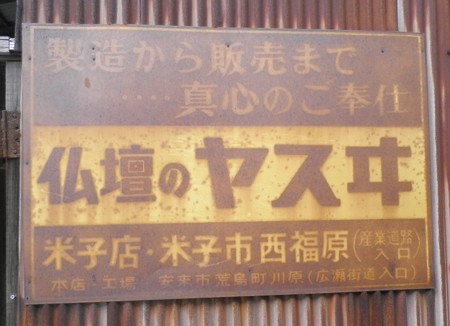 製造から販売まで
‥‥真心のご奉仕
仏壇のヤスヰ
米子店・米子市西福原(産業道路入口)
本店 工場 安来市荒島町川原(広瀬街道入口)